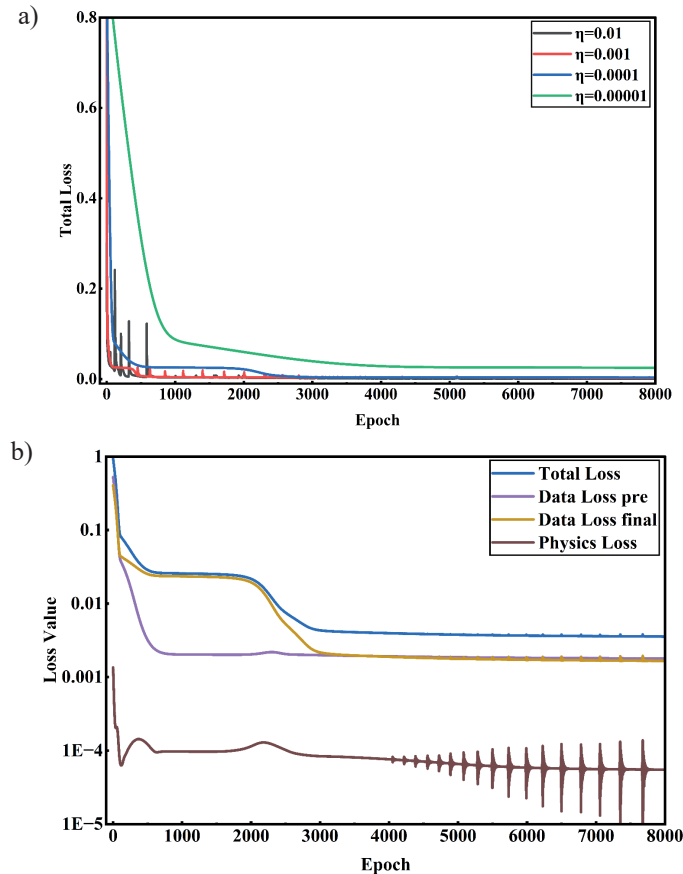 a)
0.8
0.6
0.4
0.2
0.0
Total Loss
η=0.01
η=0.001
η=0.0001
η=0.00001
0 1000 2000 3000 4000 5000 6000 7000 8000
Epoch
b)
1
0.1
0.01
0.001
1E−4
1E−5
Loss Value
Total Loss
Data Loss pre
Data Loss final
Physics Loss
0 1000 2000 3000 4000 5000 6000 7000 8000
Epoch